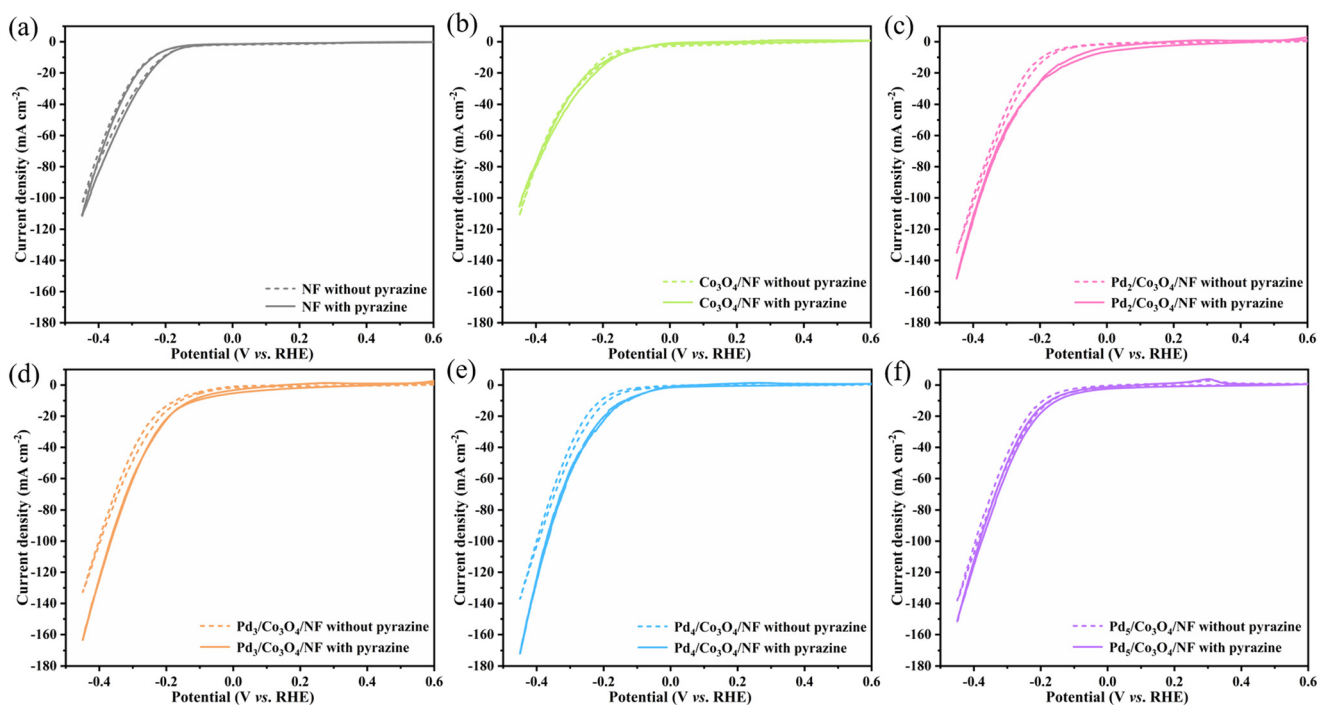 (a)
0
-20
-40
-60
-80
-100
-120
-140
-160
-180
Current density (mA cm⁻²)
NF without pyrazine
NF with pyrazine
-0.4 -0.2 0.0 0.2 0.4 0.6
Potential (V vs. RHE)
(b)
0
-20
-40
-60
-80
-100
-120
-140
-160
-180
Current density (mA cm⁻²)
Co₃O₄/NF without pyrazine
Co₃O₄/NF with pyrazine
-0.4 -0.2 0.0 0.2 0.4 0.6
Potential (V vs. RHE)
(c)
0
-20
-40
-60
-80
-100
-120
-140
-160
-180
Current density (mA cm⁻²)
Pd₂/Co₃O₄/NF without pyrazine
Pd₂/Co₃O₄/NF with pyrazine
-0.4 -0.2 0.0 0.2 0.4 0.6
Potential (V vs. RHE)
(d)
0
-20
-40
-60
-80
-100
-120
-140
-160
-180
Current density (mA cm⁻²)
Pd₃/Co₃O₄/NF without pyrazine
Pd₃/Co₃O₄/NF with pyrazine
-0.4 -0.2 0.0 0.2 0.4 0.6
Potential (V vs. RHE)
(e)
0
-20
-40
-60
-80
-100
-120
-140
-160
-180
Current density (mA cm⁻²)
Pd₄/Co₃O₄/NF without pyrazine
Pd₄/Co₃O₄/NF with pyrazine
-0.4 -0.2 0.0 0.2 0.4 0.6
Potential (V vs. RHE)
(f)
0
-20
-40
-60
-80
-100
-120
-140
-160
-180
Current density (mA cm⁻²)
Pd₅/Co₃O₄/NF without pyrazine
Pd₅/Co₃O₄/NF with pyrazine
-0.4 -0.2 0.0 0.2 0.4 0.6
Potential (V vs. RHE)